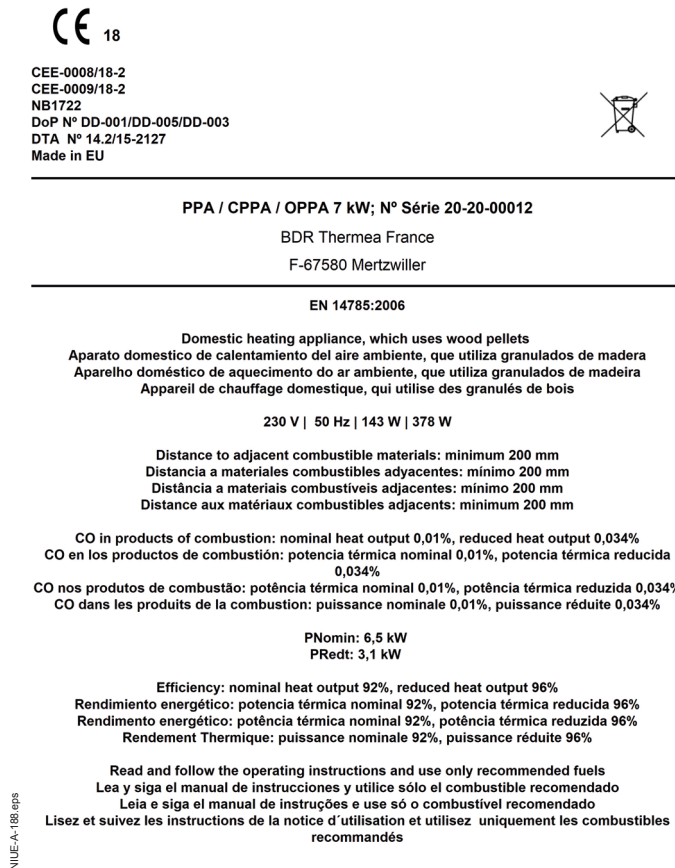 CE 18
CEE-0008/18-2
CEE-0009/18-2
NB1722
DoP Nº DD-001/DD-005/DD-003
DTA Nº 14.2/15-2127
Made in EU
PPA / CPPA / OPPA 7 kW; Nº Série 20-20-00012
BDR Thermea France
F-67580 Mertzwiller
EN 14785:2006
Domestic heating appliance, which uses wood pellets
Aparato domestico de calentamiento del aire ambiente, que utiliza granulados de madera
Aparelho doméstico de aquecimento do ar ambiente, que utiliza granulados de madeira
Appareil de chauffage domestique, qui utilise des granulés de bois
230 V | 50 Hz | 143 W | 378 W
Distance to adjacent combustible materials: minimum 200 mm
Distancia a materiales combustibles adyacentes: mínimo 200 mm
Distância a materiais combustíveis adjacentes: mínimo 200 mm
Distance aux matériaux combustibles adjacents: minimum 200 mm
CO in products of combustion: nominal heat output 0,01%, reduced heat output 0,034%
CO en los productos de combustión: potencia térmica nominal 0,01%, potencia térmica reducida
0,034%
CO nos produtos de combustão: potência térmica nominal 0,01%, potência térmica reduzida 0,034%
CO dans les produits de la combustion: puissance nominale 0,01%, puissance réduite 0,034%
PNomin: 6,5 kW
PRedt: 3,1 kW
Efficiency: nominal heat output 92%, reduced heat output 96%
Rendimiento energético: potencia térmica nominal 92%, potencia térmica reducida 96%
Rendimento energético: potência térmica nominal 92%, potência térmica reduzida 96%
Rendement Thermique: puissance nominale 92%, puissance réduite 96%
Read and follow the operating instructions and use only recommended fuels
Lea y siga el manual de instrucciones y utilice sólo el combustible recomendado
Leia e siga el manual de instruções e use só o combustível recomendado
Lisez et suivez les instructions de la notice d´utilisation et utilisez uniquement les combustibles
recommandés
NIUE-A-188.eps